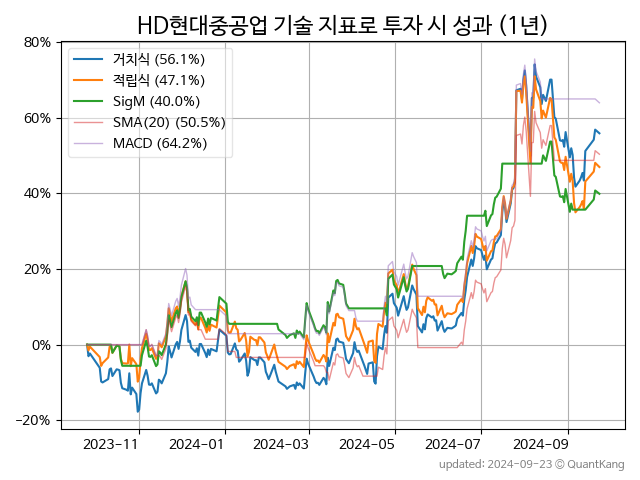 HD현대중공업 기술 지표로 투자 시 성과 (1년)
80%
60%
40%
20%
0%
−20%
거치식 (56.1%)
적립식 (47.1%)
SigM (40.0%)
SMA(20) (50.5%)
MACD (64.2%)
2023−11
2024−01
2024−03
2024−05
2024−07
2024−09
updated: 2024−09−23 © QuantKang